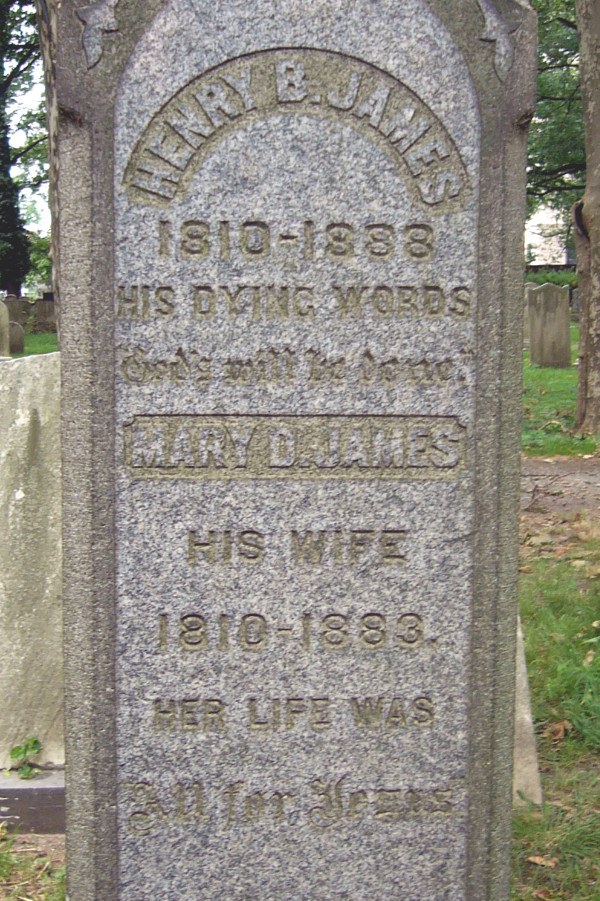 HENRY B. JAMES
1810-1888
HIS DYING WORDS
"God's will be done."
MARY D. JAMES
HIS WIFE
1810-1883.
HER LIFE WAS
All for Jesus